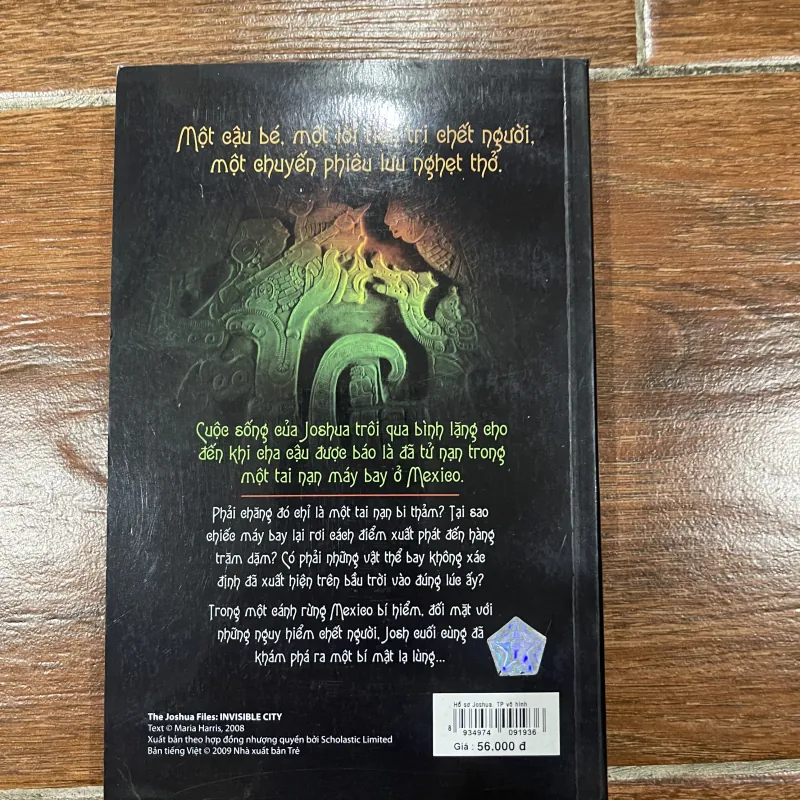 Một cậu bé, một lời tiên tri chết người,
một chuyến phiêu lưu nghẹt thở.
Cuộc sống của Joshua trôi qua bình lặng cho
đến khi cha cậu được báo là đã tử nạn trong
một tai nạn máy bay ở Mexico.
Phải chăng đó chỉ là một tai nạn bi thảm? Tại sao
chiếc máy bay lại rơi cách điểm xuất phát đến hàng
trăm dặm? Có phải những vật thể bay không xác
định đã xuất hiện trên bầu trời vào đúng lúc ấy?
Trong một cánh rừng Mexico bí hiểm, đối mặt với
những nguy hiểm chết người, Josh cuối cùng đã
khám phá ra một bí mật lạ lùng...
The Joshua Files: INVISIBLE CITY
Text © Maria Harris, 2008
Xuất bản theo hợp đồng nhượng quyền bởi Scholastic Limited
Bản tiếng Việt © 2009 Nhà xuất bản Trẻ
Hồ sơ Joshua. TP vô hình
8 934974 091936
Giá : 56.000 đ